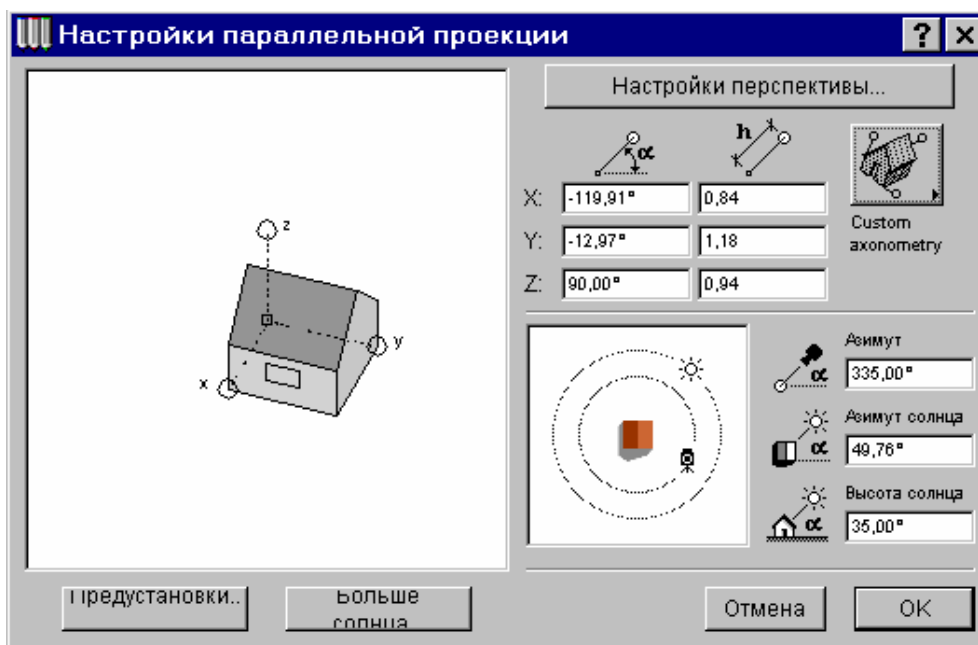 Настройки параллельной проекции
Настройки перспективы...
α
h
X: -119,91° 0,84
Y: -12,97° 1,18
Z: 90,00° 0,94
Custom
axonometry
z
y
x
Азимут
α 335,00°
Азимут солнца
α 49,76°
Высота солнца
α 35,00°
Предустановки..
Больше
солнца
Отмена
OK